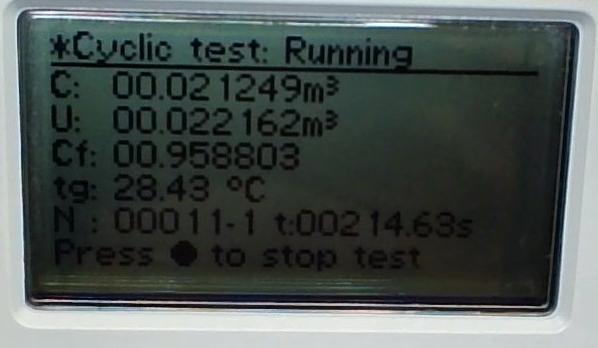 *Cyclic test: Running
C: 00.021249m³
U: 00.022162m³
Cf: 00.958803
tg: 28.43 °C
N : 00011-1 t:00214.63s
Press ● to stop test